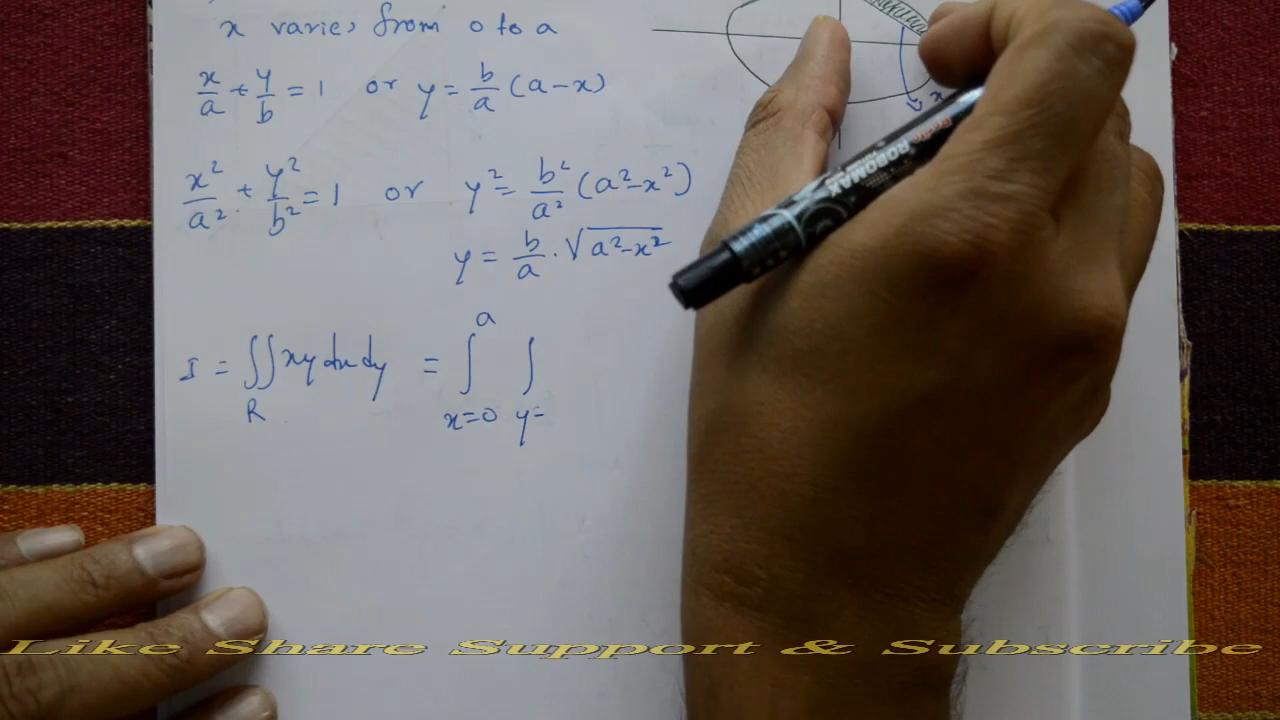 x varies from 0 to a
x/a + y/b = 1 or y = b/a (a-x)
x²/a² + y²/b² = 1 or y² = b²/a² (a²-x²)
y = b/a . √a²-x²
I = ∬_R xy dx dy = ∫_{x=0}^{a} ∫_{y=}
x
ROBOMAX
Like Share Support & Subscribe